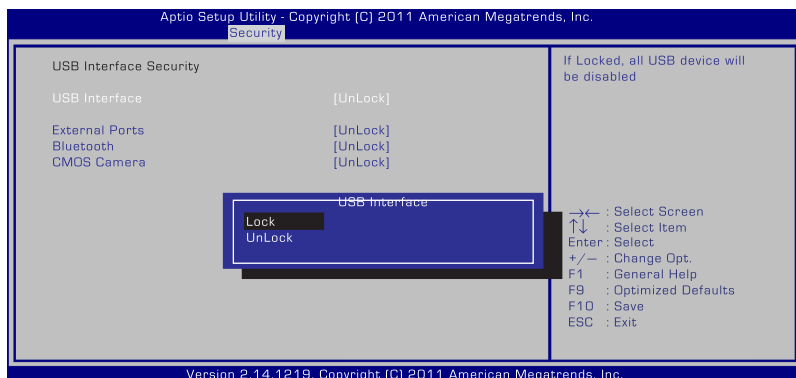 Aptio Setup Utility - Copyright (C) 2011 American Megatrends, Inc.
Security
USB Interface Security
USB Interface [UnLock]
External Ports [UnLock]
Bluetooth [UnLock]
CMOS Camera [UnLock]
If Locked, all USB device will
be disabled
USB Interface
Lock
UnLock
→← : Select Screen
↑↓ : Select Item
Enter : Select
+/— : Change Opt.
F1 : General Help
F9 : Optimized Defaults
F10 : Save
ESC : Exit
Version 2.14.1219. Copyright (C) 2011 American Megatrends, Inc.